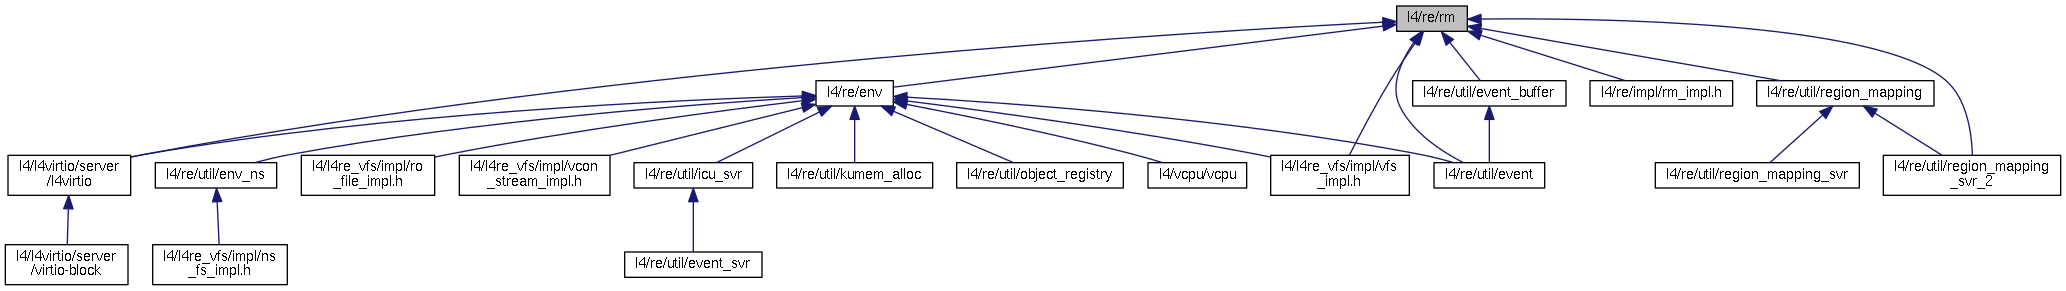 l4/re/rm
l4/re/env
l4/re/util/event_buffer
l4/re/impl/rm_impl.h
l4/re/util/region_mapping
l4/l4virtio/server
/l4virtio
l4/re/util/env_ns
l4/l4re_vfs/impl/ro
_file_impl.h
l4/l4re_vfs/impl/vcon
_stream_impl.h
l4/re/util/icu_svr
l4/re/util/kumem_alloc
l4/re/util/object_registry
l4/vcpu/vcpu
l4/l4re_vfs/impl/vfs
_impl.h
l4/re/util/event
l4/re/util/region_mapping_svr
l4/re/util/region_mapping
_svr_2
l4/l4virtio/server
/virtio-block
l4/l4re_vfs/impl/ns
_fs_impl.h
l4/re/util/event_svr